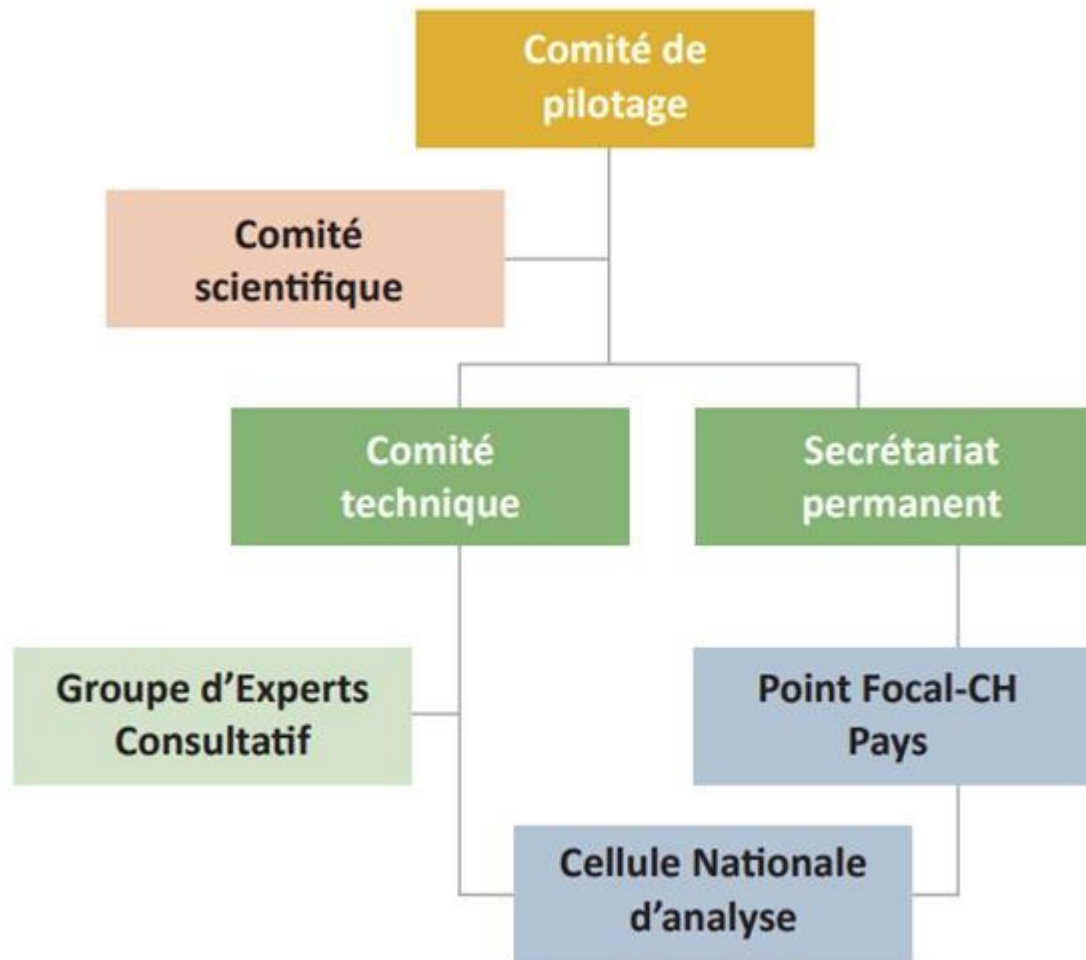 Comité de
pilotage
Comité
scientifique
Comité
technique
Secrétariat
permanent
Groupe d’Experts
Consultatif
Point Focal-CH
Pays
Cellule Nationale
d’analyse